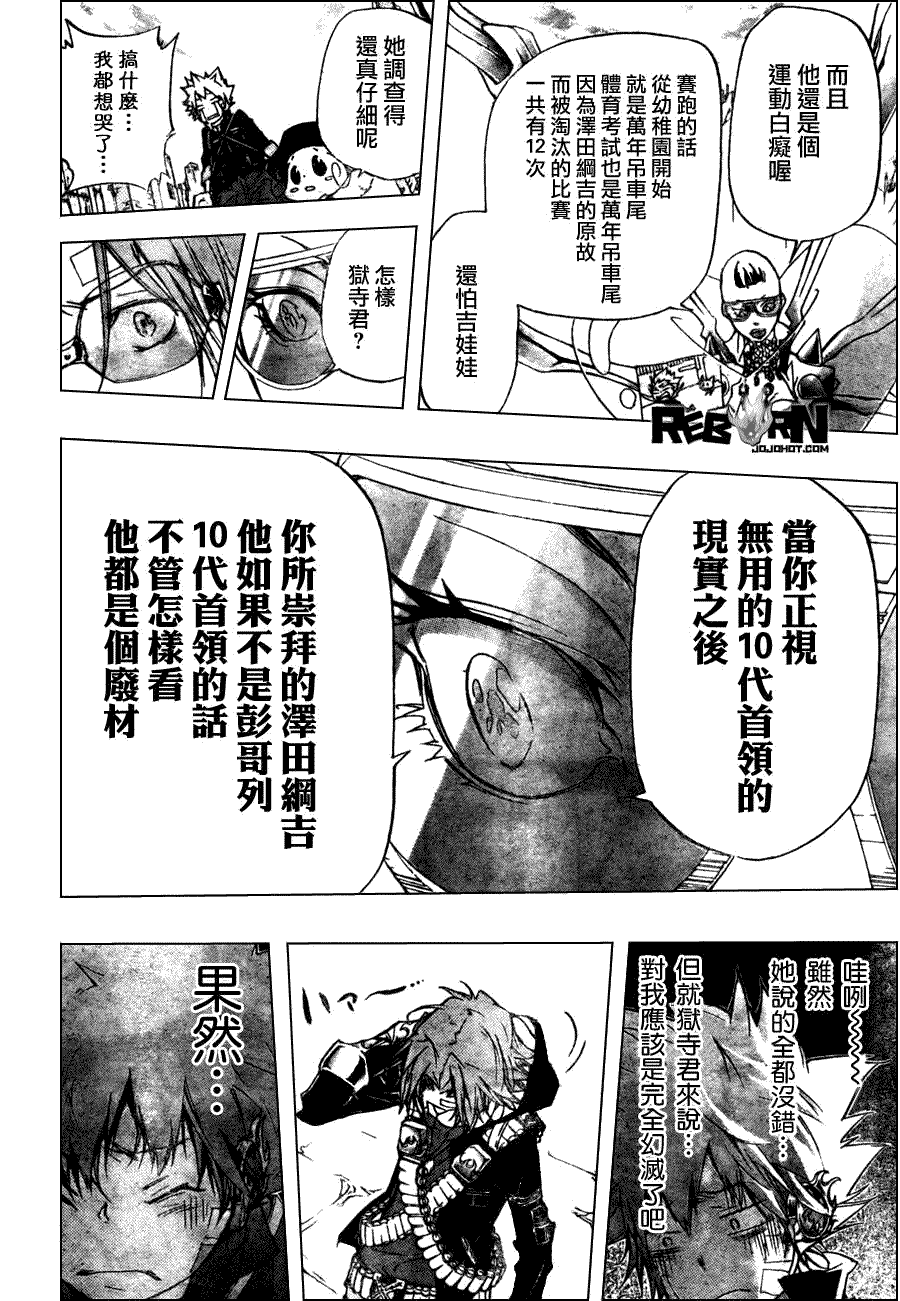 而且
他還是個
運動白癡喔
賽跑的話
從幼稚園開始
就是萬年吊車尾
體育考試也是萬年吊車尾
因為澤田綱吉的原故
而被淘汰的比賽
一共有12次
還怕吉娃娃
REBORN
JOJOHOT.COM
她調查得
還真仔細呢
搞什麼…
我都想哭了…
怎樣
獄寺君?
當你正視
無用的10代首領的
現實之後
你所崇拜的澤田綱吉
他如果不是彭哥列
10代首領的話
不管怎樣看
他都是個廢材
哇咧~~~~
雖然
她說的全都沒錯…
但就獄寺君來說…
對我應該是完全幻滅了吧
果然…